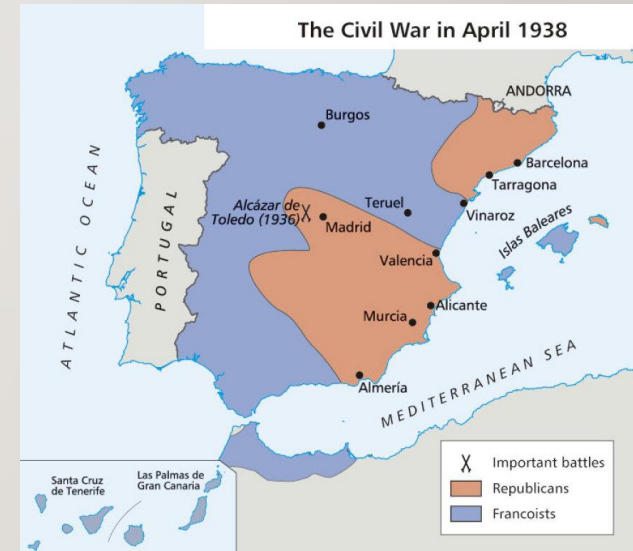 The Civil War in April 1938
ANDORRA
Burgos
Barcelona
Tarragona
Alcázar de
Toledo (1936)
Teruel
Vinaroz
Madrid
Islas Baleares
Valencia
ATLANTIC OCEAN
PORTUGAL
Alicante
Murcia
Almería
MEDITERRANEAN SEA
Santa Cruz
de Tenerife
Las Palmas de
Gran Canaria
Important battles
Republicans
Francoists